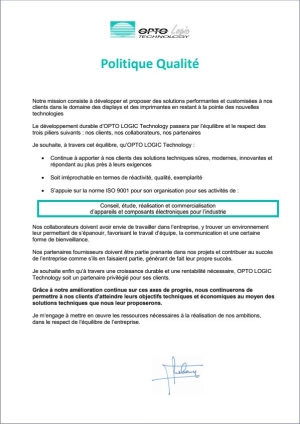 OPTO Logic
TECHNOLOGY
Politique Qualité
Notre mission consiste à développer et proposer des solutions performantes et customisées à nos
clients dans le domaine des displays et des imprimantes en restant à la pointe des nouvelles
technologies
Le développement durable d'OPTO LOGIC Technology passera par l'équilibre et le respect des
trois piliers suivants : nos clients, nos collaborateurs, nos partenaires
Je souhaite, à travers cet équilibre, qu'OPTO LOGIC Technology :
• Continue à apporter à nos clients des solutions techniques sûres, modernes, innovantes et
répondant au plus près à leurs exigences
• Soit irréprochable en termes de réactivité, qualité, exemplarité
• S'appuie sur la norme ISO 9001 pour son organisation pour ses activités de :
Conseil, étude, réalisation et commercialisation
d'appareils et composants électroniques pour l'industrie
Nos collaborateurs doivent avoir envie de travailler dans l'entreprise, y trouver un environnement
leur permettant de s'épanouir, favorisant le travail d'équipe, la communication et une certaine
forme de bienveillance.
Nos partenaires fournisseurs doivent être partie prenante dans nos projets et contribuer au succès
de l'entreprise comme s'ils en faisaient partie, générant de fait leur propre succès.
Je souhaite enfin qu'à travers une croissance durable et une rentabilité nécessaire, OPTO LOGIC
Technology soit un partenaire privilégié pour ses clients.
Grâce à notre amélioration continue sur ces axes de progrès, nous continuerons de
permettre à nos clients d'atteindre leurs objectifs techniques et économiques au moyen des
solutions techniques que nous leur proposerons.
Je m'engage à mettre en œuvre les ressources nécessaires à la réalisation de nos ambitions,
dans le respect de l'équilibre de l'entreprise.